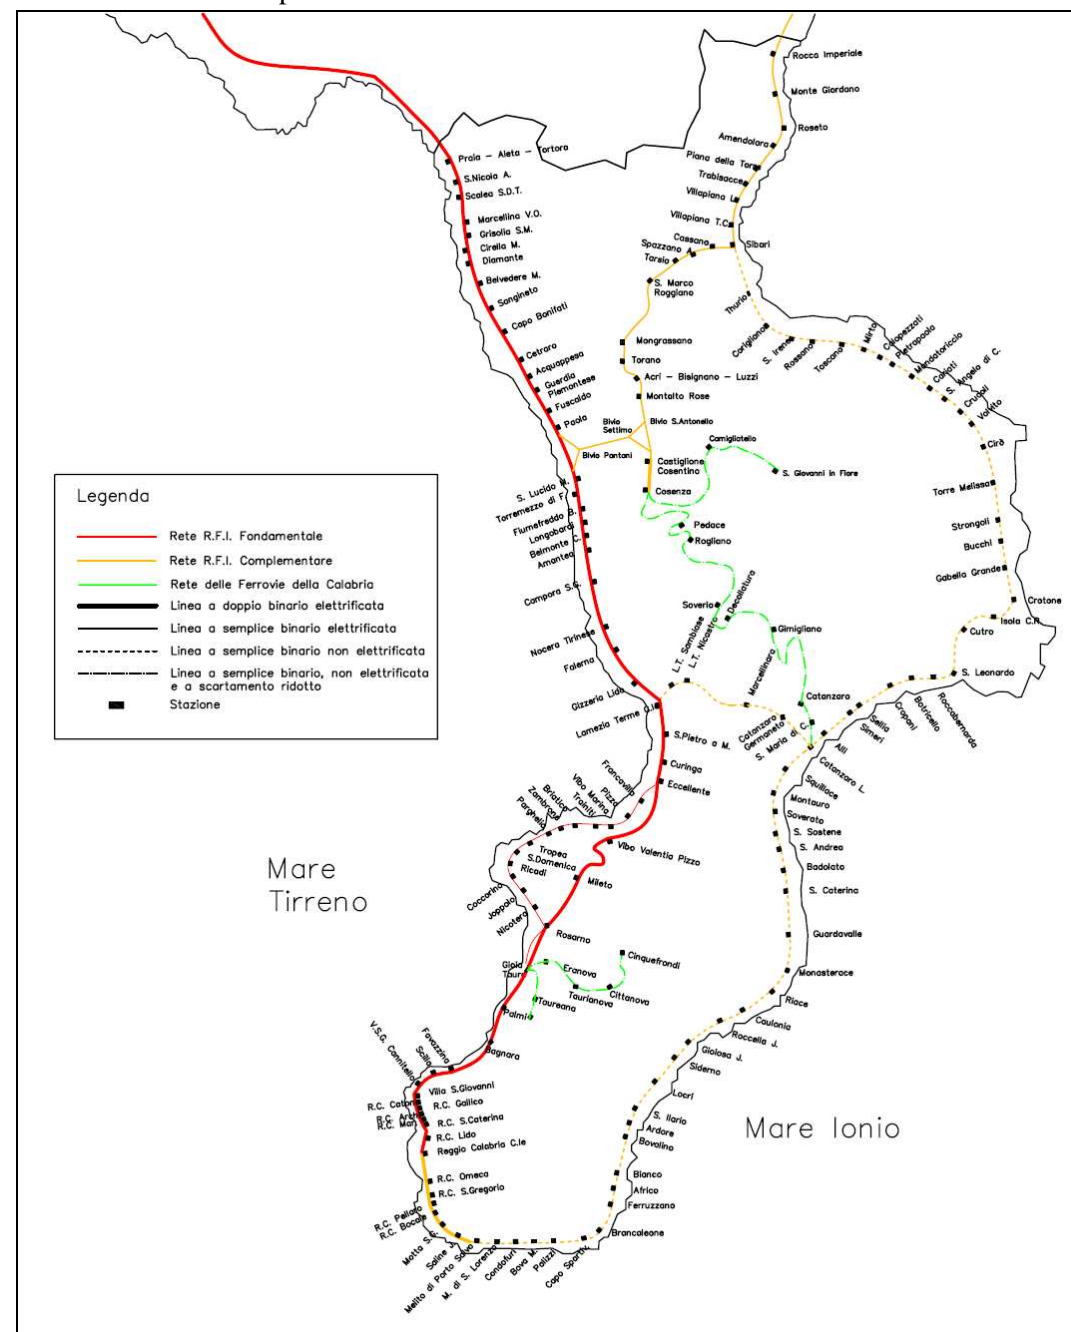 Rocca Imperiale
Monte Giordano
Roseto
Amendolara
Piana della Torre
Trebisacce
Villapiana L.
Villapiana T.C.
Cassano
Sibari
Spazzano A.
Tarsia
S. Marco
Roggiano
Mongrassano
Torano
Acri – Bisignano – Luzzi
Montalto Rose
Bivio
Settimo
Bivio S.Antonello
Bivio Pantani
Castiglione
Cosentino
Cosenza
Camigliatello
S. Giovanni in Fiore
Pedace
Rogliano
Soveria
Decollatura
Gimigliano
Marcellinara
Catanzaro
Catanzaro
Germaneto
S. Maria di C.
L.T. Sambiase
L.T. Nicastro
Praia – Aieta – Tortora
S.Nicola A.
Scalea S.D.T.
Marcellina V.O.
Grisolia S.M.
Cirella M.
Diamante
Belvedere M.
Sangineto
Capo Bonifati
Cetraro
Acquappesa
Guardia
Piemontese
Fuscaldo
Paola
S. Lucido M.
Torremezzo di F.
Fiumefreddo B.
Longobardi
Belmonte C.
Amantea
Campora S.G.
Nocera Tirinese
Falerna
Gizzeria Lido
Lamezia Terme C.l
S.Pietro a M.
Curinga
Eccellente
Francavilla
Pizzo
Vibo Marina
Trainiti
Briatico
Zambrone
Parghelia
Tropea
S.Domenica
Ricadi
Coccorino
Joppolo
Nicotera
Vibo Valentia Pizzo
Mileto
Rosarno
Gioia
Tauro
Eranova
Cinquefrondi
Taurianova
Cittanova
Taureana
Palmi
Bagnara
Favazzina
Scilla
V.S.G. Cannitello
Villa S.Giovanni
R.C. Catona
R.C. Gallico
R.C. Arch
R.C. Mar.
R.C. S.Caterina
R.C. Lido
Reggio Calabria C.le
R.C. Omeca
R.C. S.Gregorio
R.C. Pellaro
R.C. Bocale
Motta S.G.
Saline J.
Melito di Porto Salvo
M. di S. Lorenzo
Condofuri
Bova M.
Palizzi
Capo Spartiv.
Brancaleone
Ferruzzano
Africo
Bianco
Bovalino
Ardore
S. Ilario
Locri
Siderno
Gioiosa J.
Roccella J.
Caulonia
Riace
Monasterace
Guardavalle
S. Caterina
Badolato
S. Andrea
S. Sostene
Soverato
Montauro
Squillace
Catanzaro L.
Alli
Simeri
Sellia
Cropani
Botricello
Roccabernarda
S. Leonardo
Cutro
Isola C.R.
Crotone
Gabella Grande
Bucchi
Strongoli
Torre Melissa
Cirò
Crucoli
S. Angelo di C.
Cariati
Mandatoriccio
Pietrapaola
Calopezzati
Mirto
Toscano
Rossano
S. Irene
Corigliano
Thurio
Legenda
Rete R.F.I. Fondamentale
Rete R.F.I. Complementare
Rete delle Ferrovie della Calabria
Linea a doppio binario elettrificata
Linea a semplice binario elettrificata
Linea a semplice binario non elettrificata
Linea a semplice binario, non elettrificata
e a scartamento ridotto
Stazione
Mare
Tirreno
Mare Ionio